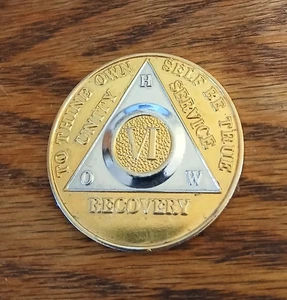 TO THINE OWN SELF BE TRUE
H
UNITY
SERVICE
VI
O
W
RECOVERY